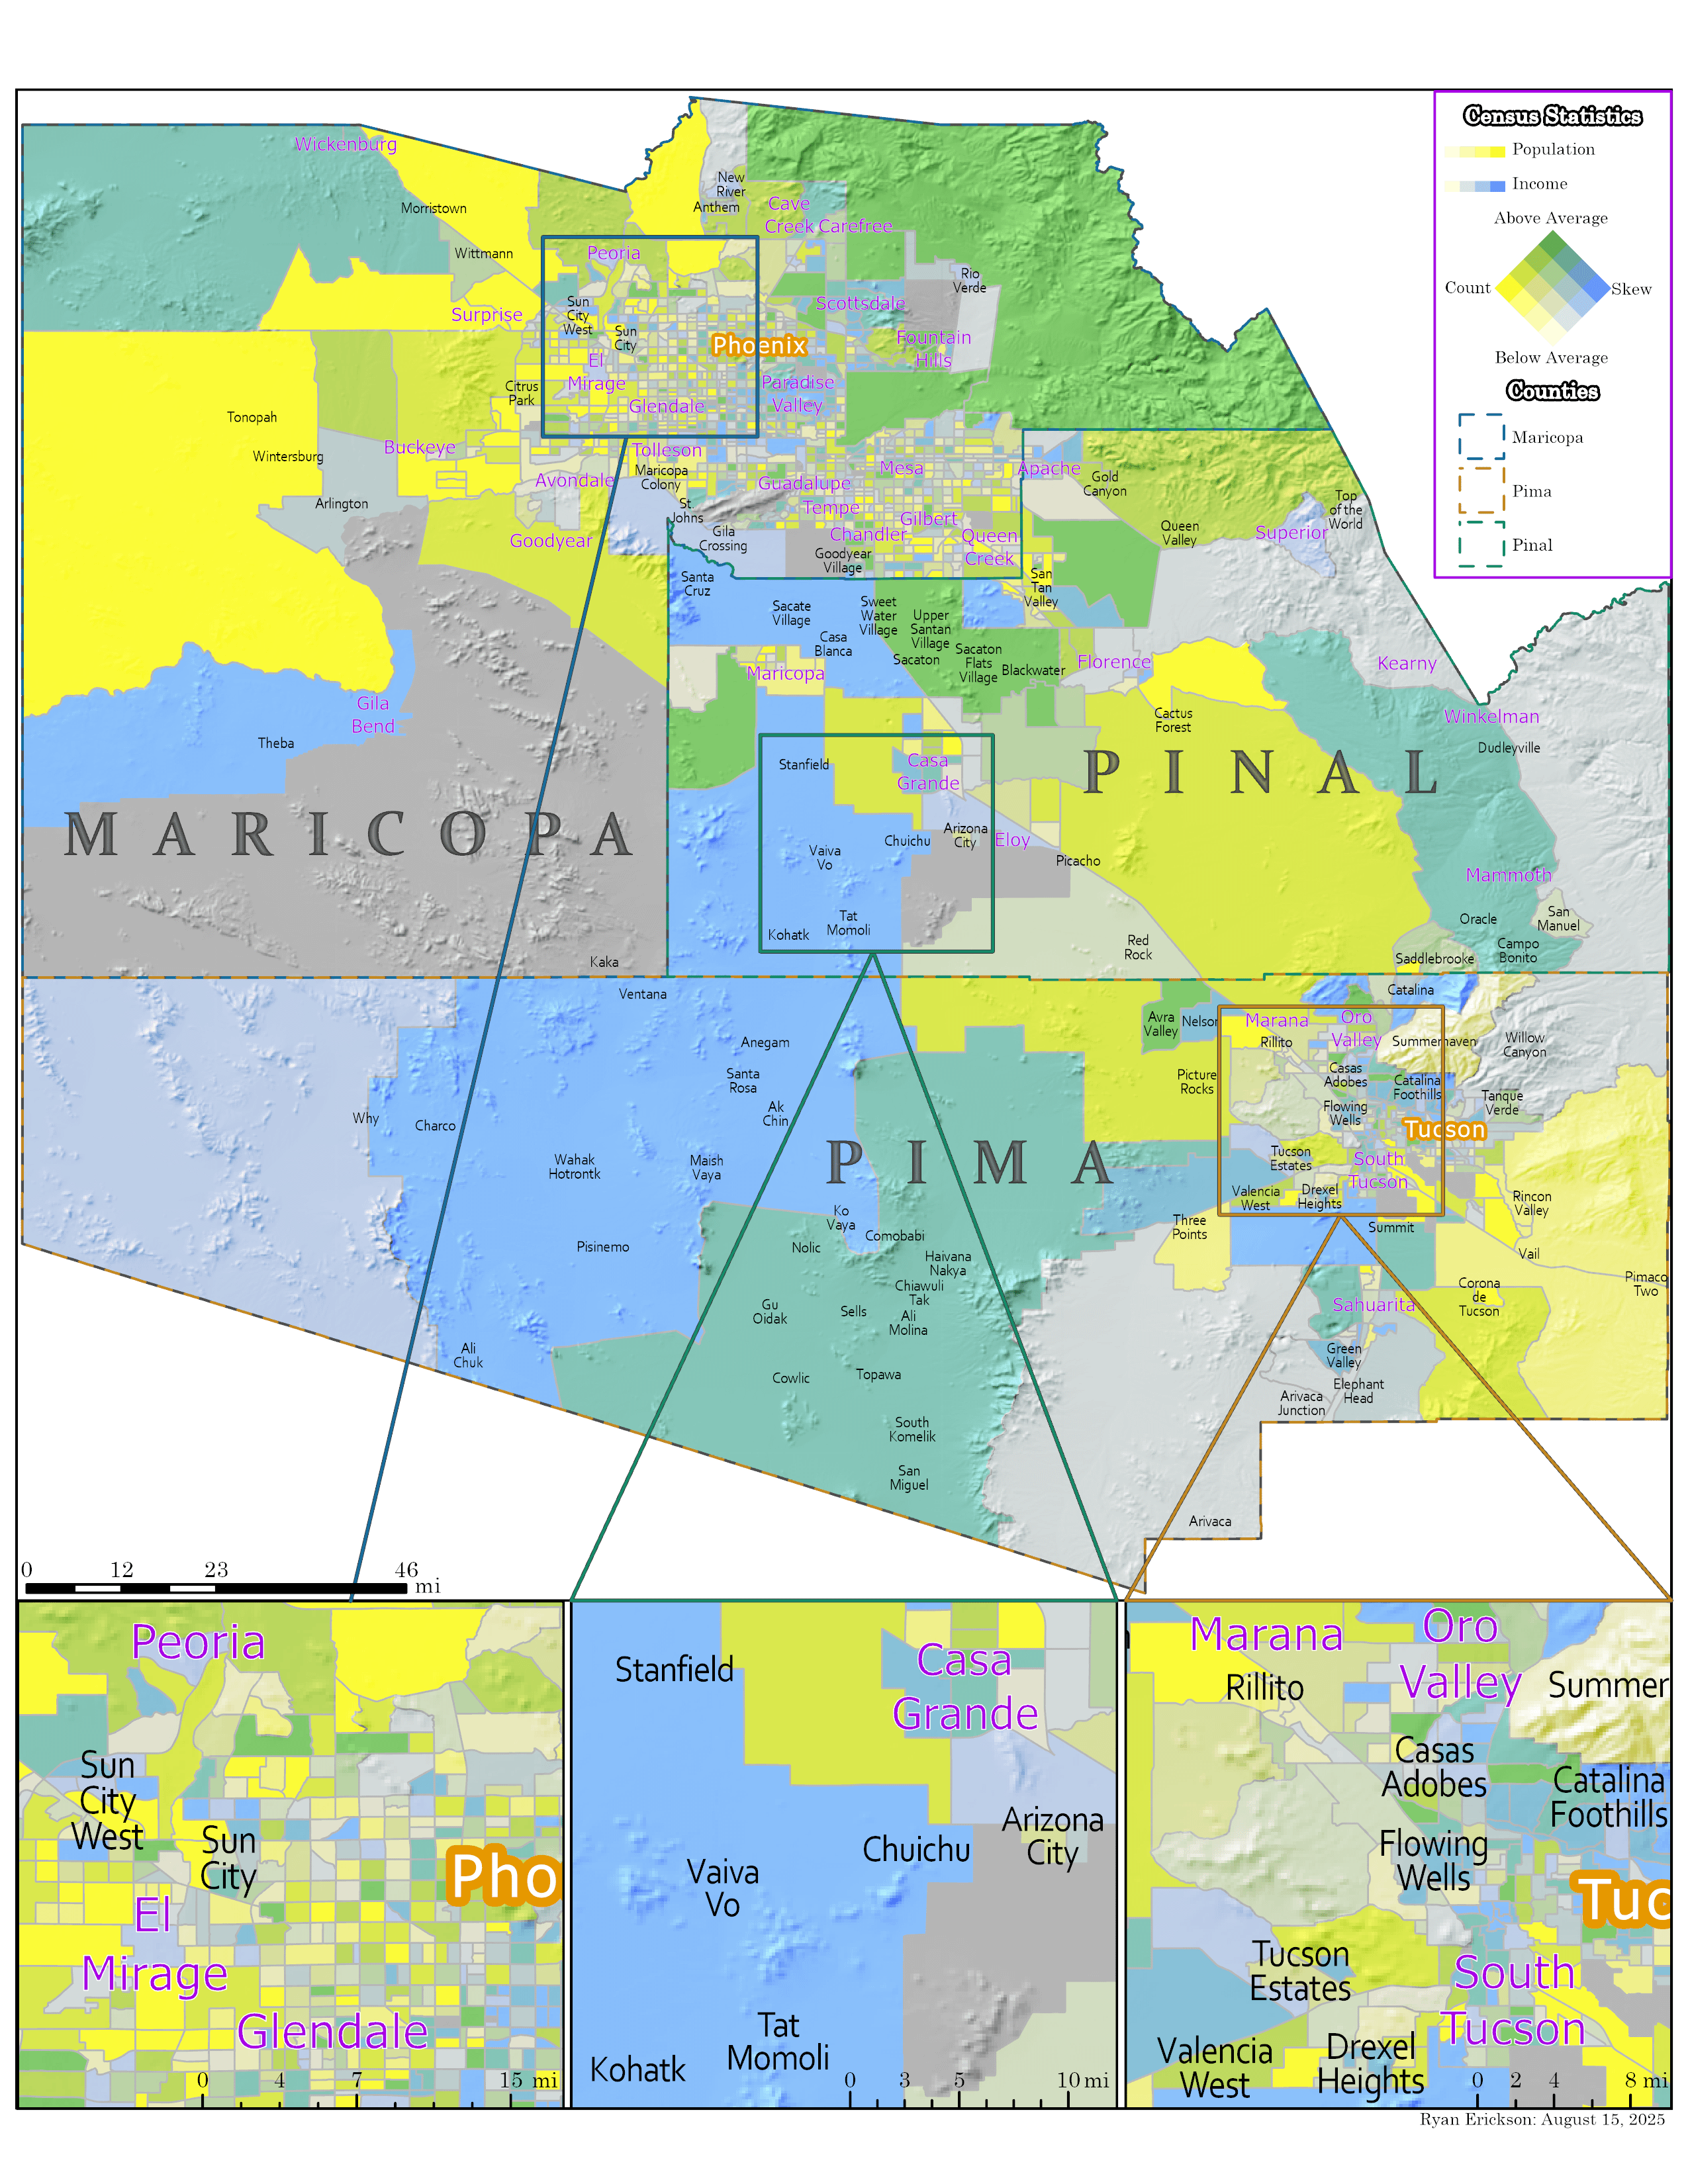 Census Statistics
Population
Income
Above Average
Count
Skew
Below Average
Counties
Maricopa
Pima
Pinal
Wickenburg
Morristown
Wittmann
Surprise
New
River
Anthem
Cave
Creek
Carefree
Peoria
Sun
City
West
Sun
City
El
Mirage
Glendale
Phoenix
Scottsdale
Rio
Verde
Fountain
Hills
Paradise
Valley
Citrus
Park
Tonopah
Wintersburg
Buckeye
Arlington
Avondale
Goodyear
Tolleson
Maricopa
Colony
St
Johns
Gila
Crossing
Guadalupe
Tempe
Mesa
Chandler
Gilbert
Goodyear
Village
Queen
Creek
Apache
Gold
Canyon
Queen
Valley
Superior
Top
of the
World
Santa
Cruz
Sacate
Village
Casa
Blanca
Sweet
Water
Village
Upper
Santan
Village
Sacaton
Sacaton
Flats
Village
Blackwater
San
Tan
Valley
Florence
Kearny
Maricopa
Gila
Bend
Theba
Cactus
Forest
Winkelman
Dudleyville
PINAL
MARICOPA
Stanfield
Casa
Grande
Vaiva
Vo
Chuichu
Arizona
City
Eloy
Picacho
Kohatk
Tat
Momoli
Red
Rock
Mammoth
Oracle
San
Manuel
Campo
Bonito
Saddlebrooke
Kaka
Ventana
Anegam
Santa
Rosa
Ak
Chin
Why
Charco
Wahak
Hotrontk
Maish
Vaya
PIMA
Ko
Vaya
Comobabi
Pisinemo
Nolic
Haivana
Nakya
Chiawuli
Tak
Gu
Oidak
Sells
Ali
Molina
Ali
Chuk
Cowlic
Topawa
South
Komelik
San
Miguel
Avra
Valley
Nelson
Marana
Rillito
Oro
Valley
Catalina
Summerhaven
Willow
Canyon
Picture
Rocks
Casas
Adobes
Catalina
Foothills
Tanque
Verde
Flowing
Wells
Tucson
Tucson
Estates
South
Tucson
Valencia
West
Drexel
Heights
Three
Points
Summit
Rincon
Valley
Vail
Pimaco
Two
Corona
de
Tucson
Sahuarita
Green
Valley
Elephant
Head
Arivaca
Junction
Arivaca
0 12 23 46 mi
Peoria
Sun
City
West
Sun
City
Pho
El
Mirage
Glendale
0 4 7 15 mi
Stanfield
Casa
Grande
Arizona
City
Chuichu
Vaiva
Vo
Tat
Momoli
Kohatk
0 3 5 10 mi
Marana
Rillito
Oro
Valley
Summer
Casas
Adobes
Catalina
Foothills
Flowing
Wells
Tuc
Tucson
Estates
South
Tucson
Valencia
West
Drexel
Heights
0 2 4 8 mi
Ryan Erickson: August 15, 2025